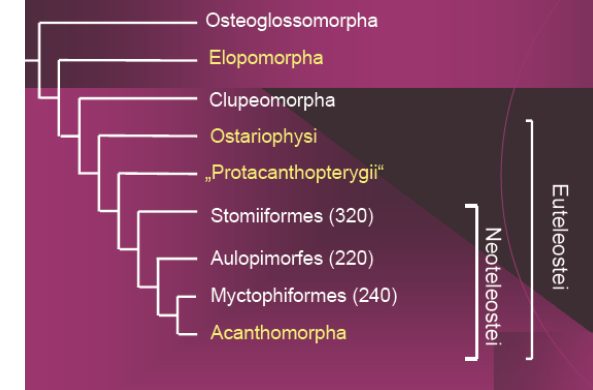 Osteoglossomorpha
Elopomorpha
Clupeomorpha
Ostariophysi
„Protacanthopterygii“
Stomiiformes (320)
Aulopimorfes (220)
Myctophiformes (240)
Acanthomorpha
Neoteleostei
Euteleostei